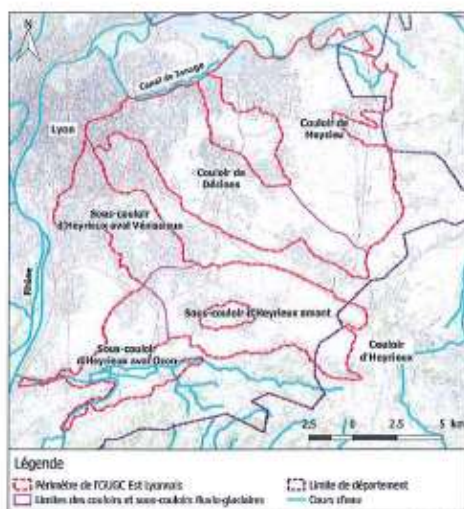 N
Canal de Jonage
Lyon
Couloir de
Meyzieu
Couloir de
Décines
Sous-couloir
d'Heyrieux aval Vénissieux
Rhône
Sous-couloir d'Heyrieux amont
Sous-couloir
d'Heyrieux aval Ozon
Couloir
d'Heyrieux
2.5 0 2.5 5 km
Légende
Périmètre de l'OUGC Est Lyonnais
Limite de département
Limites des couloirs et sous-couloirs fluvio-glaciaires
Cours d'eau